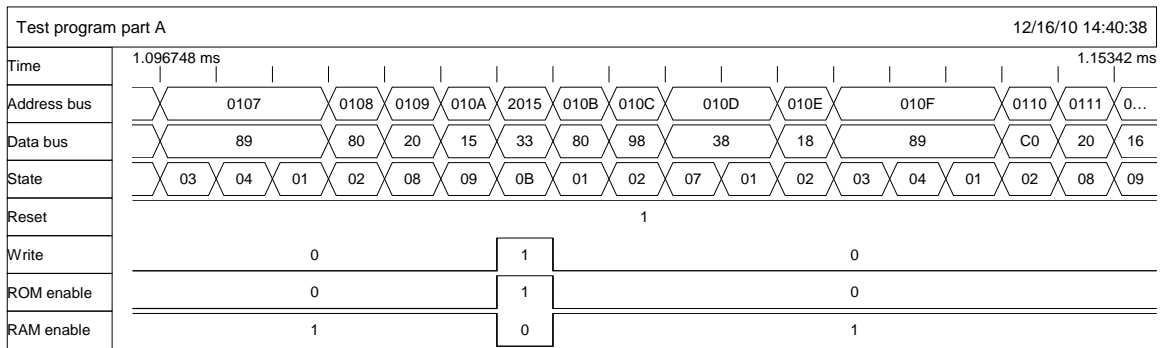 Test program part A 12/16/10 14:40:38
Time 1.096748 ms 1.15342 ms
Address bus 0107 0108 0109 010A 2015 010B 010C 010D 010E 010F 0110 0111 0...
Data bus 89 80 20 15 33 80 98 38 18 89 C0 20 16
State 03 04 01 02 08 09 0B 01 02 07 01 02 03 04 01 02 08 09
Reset 1
Write 0 1 0
ROM enable 0 1 0
RAM enable 1 0 1